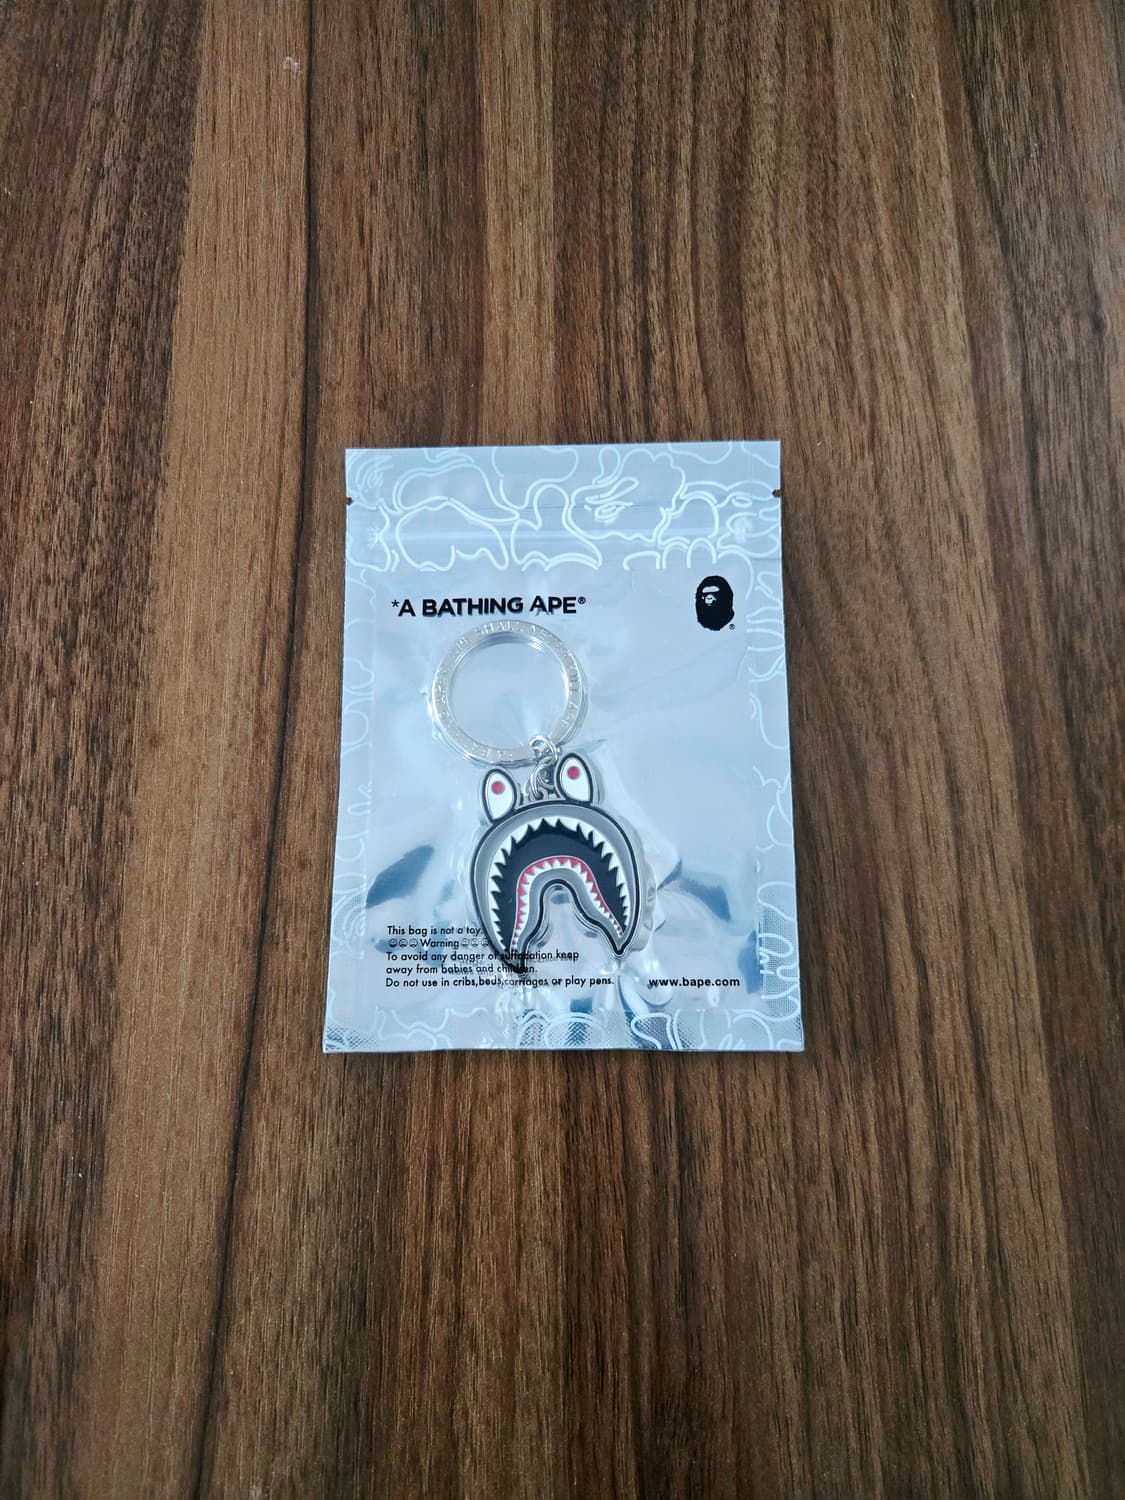 *A BATHING APE®
®
SHALL
This bag is not a toy.
Warning
To avoid any danger of suffocation keep
away from babies and children.
Do not use in cribs,beds,carriages or play pens.
www.bape.com